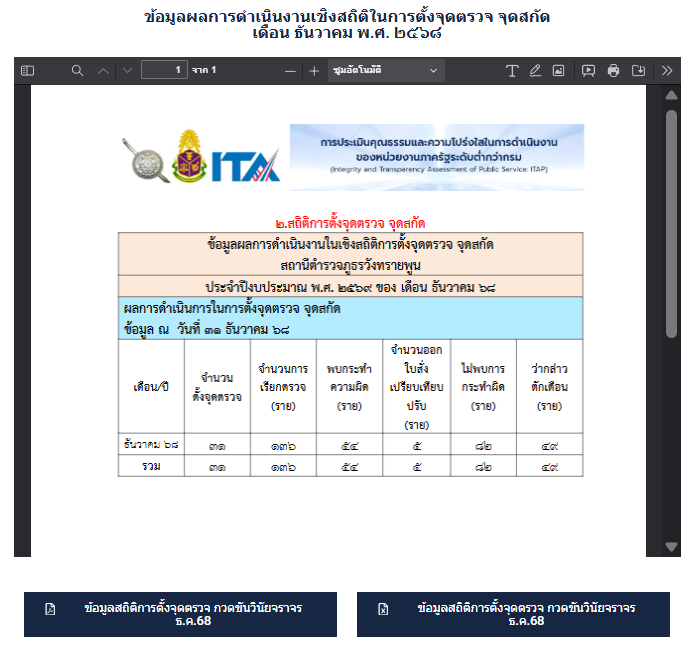 ข้อมูลผลการดำเนินงานเชิงสถิติในการตั้งจุดตรวจ จุดสกัด
เดือน ธันวาคม พ.ศ. ๒๕๖๘
1 จาก 1
ซูมอัตโนมัติ
ITA
การประเมินคุณธรรมและความโปร่งใสในการดำเนินงาน
ของหน่วยงานภาครัฐระดับต่ำกว่ากรม
(Integrity and Transparency Assessment of Public Service: ITAP)
๒.สถิติการตั้งจุดตรวจ จุดสกัด
ข้อมูลผลการดำเนินงานในเชิงสถิติการตั้งจุดตรวจ จุดสกัด
สถานีตำรวจภูธรวังทรายพูน
ประจำปีงบประมาณ พ.ศ. ๒๕๖๙ ของ เดือน ธันวาคม ๖๘
ผลการดำเนินการในการตั้งจุดตรวจ จุดสกัด
ข้อมูล ณ วันที่ ๓๑ ธันวาคม ๖๘
เดือน/ปี
จำนวน
ตั้งจุดตรวจ
จำนวนการ
เรียกตรวจ
(ราย)
พบกระทำ
ความผิด
(ราย)
จำนวนออก
ใบสั่ง
เปรียบเทียบ
ปรับ
(ราย)
ไม่พบการ
กระทำผิด
(ราย)
ว่ากล่าว
ตักเตือน
(ราย)
ธันวาคม ๖๘ ๓๑ ๑๓๖ ๕๔ ๕ ๘๒ ๔๙
รวม ๓๑ ๑๓๖ ๕๔ ๕ ๘๒ ๔๙
ข้อมูลสถิติการตั้งจุดตรวจ กวดขันวินัยจราจร
ธ.ค.68
ข้อมูลสถิติการตั้งจุดตรวจ กวดขันวินัยจราจร
ธ.ค.68